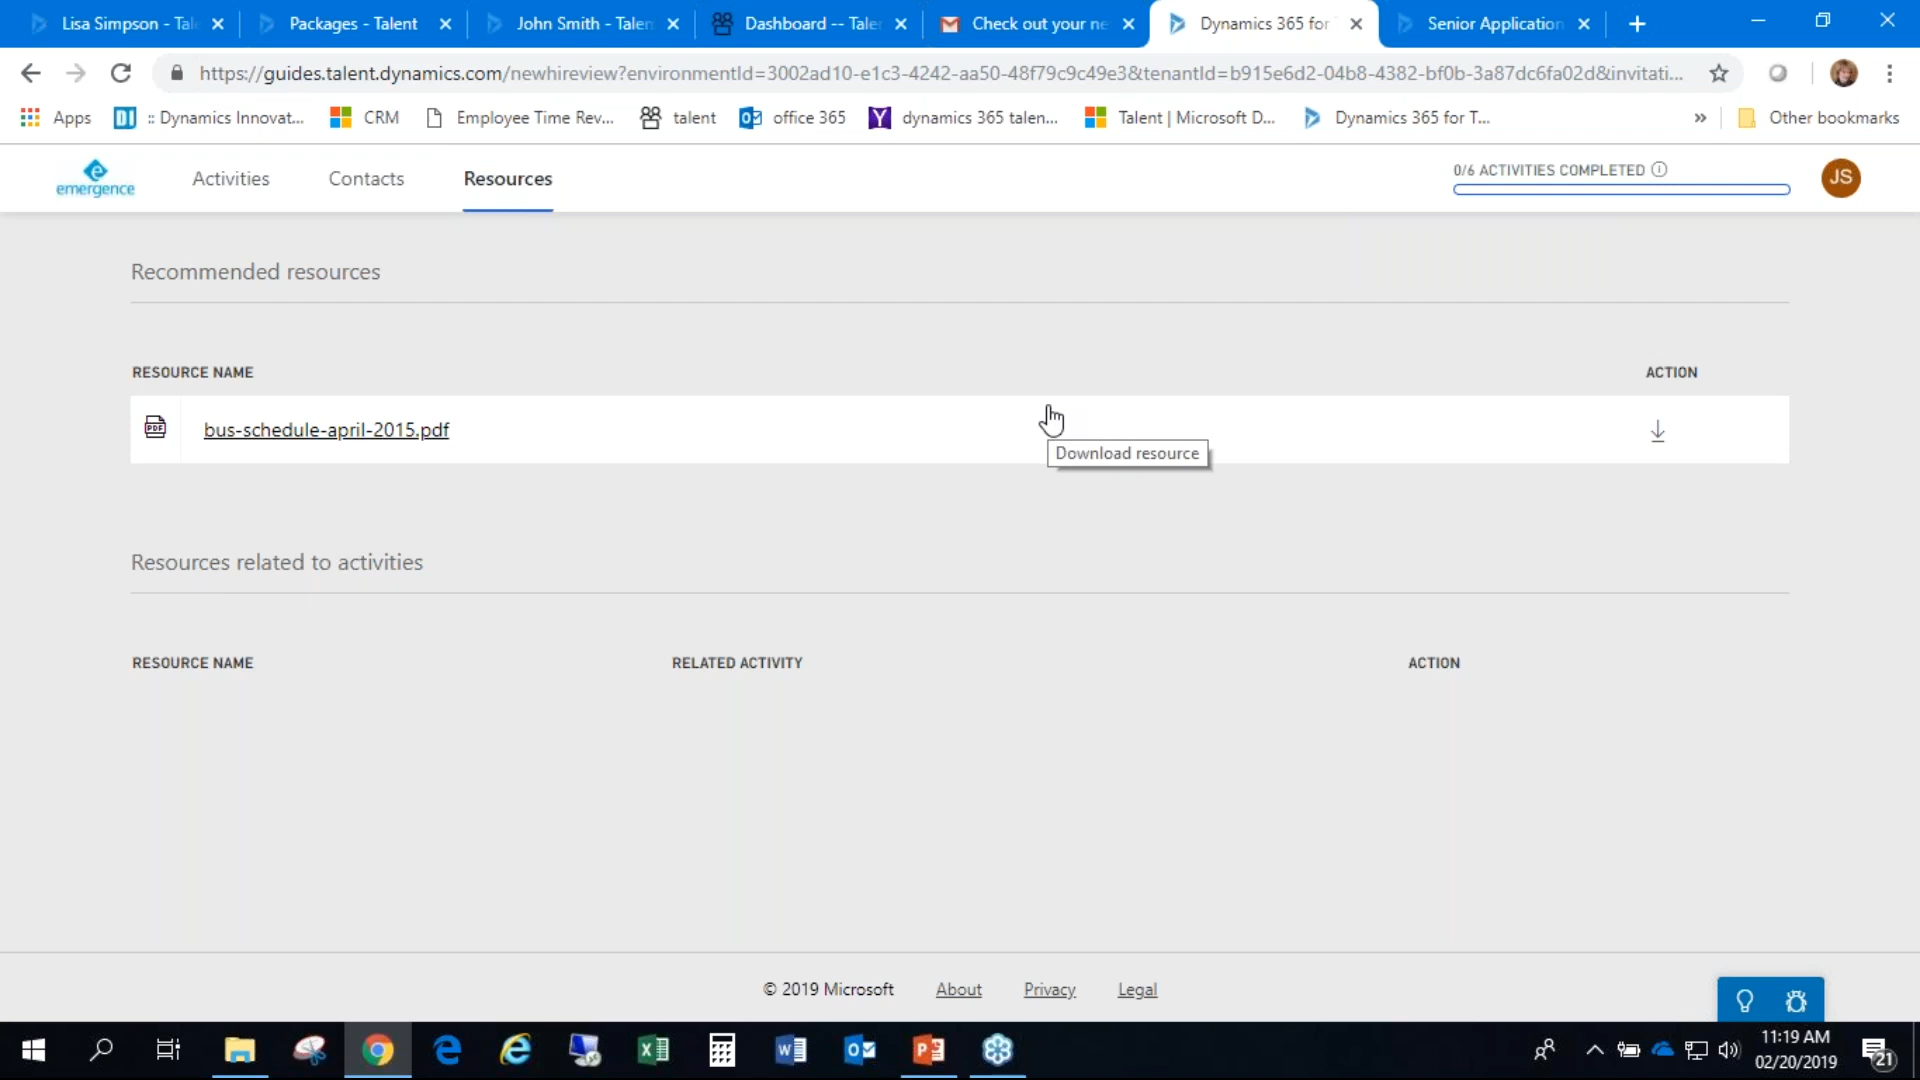 Lisa Simpson - Tal
Packages - Talent
John Smith - Talen
Dashboard -- Tale
Check out your ne
Dynamics 365 for T
Senior Application
https://guides.talent.dynamics.com/newhireview?environmentId=3002ad10-e1c3-4242-aa50-48f79c9c49e3&tenantId=b915e6d2-04b8-4382-bf0b-3a87dc6fa02d&invitati...
Apps
:: Dynamics Innovat...
CRM
Employee Time Rev...
talent
office 365
dynamics 365 talen...
Talent | Microsoft D...
Dynamics 365 for T...
»
Other bookmarks
emergence
Activities
Contacts
Resources
0/6 ACTIVITIES COMPLETED
JS
Recommended resources
RESOURCE NAME
ACTION
PDF
bus-schedule-april-2015.pdf
Download resource
Resources related to activities
RESOURCE NAME
RELATED ACTIVITY
ACTION
© 2019 Microsoft
About
Privacy
Legal
11:19 AM
02/20/2019
21